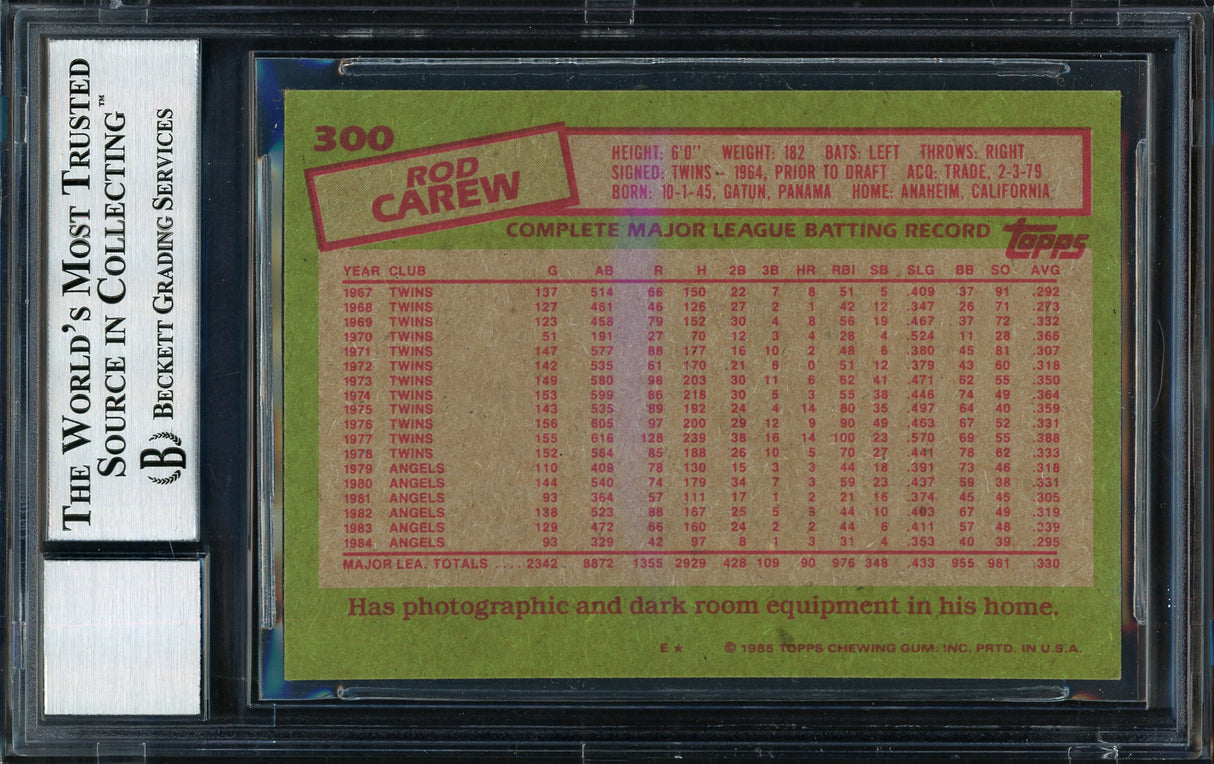 THE WORLD'S MOST TRUSTED
SOURCE IN COLLECTING™
BECKETT GRADING SERVICES
B
300
ROD
CAREW
HEIGHT: 6'0" WEIGHT: 182 BATS: LEFT THROWS: RIGHT
SIGNED: TWINS - 1964, PRIOR TO DRAFT ACQ: TRADE, 2-3-79
BORN: 10-1-45, GATUN, PANAMA HOME: ANAHEIM, CALIFORNIA
COMPLETE MAJOR LEAGUE BATTING RECORD
topps
YEAR CLUB G AB R H 2B 3B HR RBI SB SLG BB SO AVG
1967 TWINS 137 514 66 150 22 7 8 51 5 .409 37 91 .292
1968 TWINS 127 461 46 126 27 2 1 42 12 .347 26 71 .273
1969 TWINS 123 458 79 152 30 4 8 56 19 .467 37 72 .332
1970 TWINS 51 191 27 70 12 3 4 28 4 .524 11 28 .366
1971 TWINS 147 577 88 177 16 10 2 48 6 .380 45 81 .307
1972 TWINS 142 535 61 170 21 6 0 51 12 .379 43 60 .318
1973 TWINS 149 580 98 203 30 11 6 62 41 .471 62 55 .350
1974 TWINS 153 599 86 218 30 5 3 55 38 .446 74 49 .364
1975 TWINS 43 535 89 192 24 4 80 35 .497 64 40 .359
1976 TWINS 156 605 97 200 29 12 9 90 49 .463 67 52 .331
1977 TWINS 155 616 128 239 38 16 14 100 23 .570 69 55 .388
1978 TWINS 152 564 85 188 26 10 5 70 27 .441 78 62 .333
1979 ANGELS 110 409 78 130 15 44 8 .391 73 46 .318
1980 ANGELS 144 540 74 179 34 3 59 23 .437 59 38 .331
1981 ANGELS 93 364 57 111 17 2 21 16 .374 45 45 .305
1982 ANGELS 138 523 88 167 25 3 44 10 .403 67 49 .319
1983 ANGELS 129 472 66 160 24 2 2 44 6 .411 57 48 .339
1984 ANGELS 93 329 42 97 8 1 3 31 4 .353 40 39 .295
MAJOR LEA. TOTALS .... 2342 8872 1355 2929 428 109 90 976 348 .433 955 981 .330
Has photographic and dark room equipment in his home.
E ★ © 1985 TOPPS CHEWING GUM. INC. PRTD. IN U.S.A.